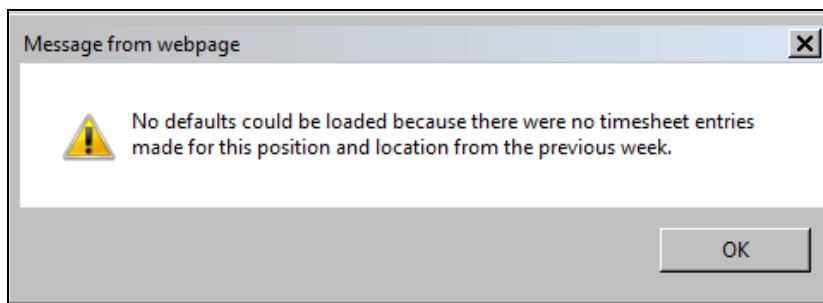 Message from webpage
No defaults could be loaded because there were no timesheet entries
made for this position and location from the previous week.
OK